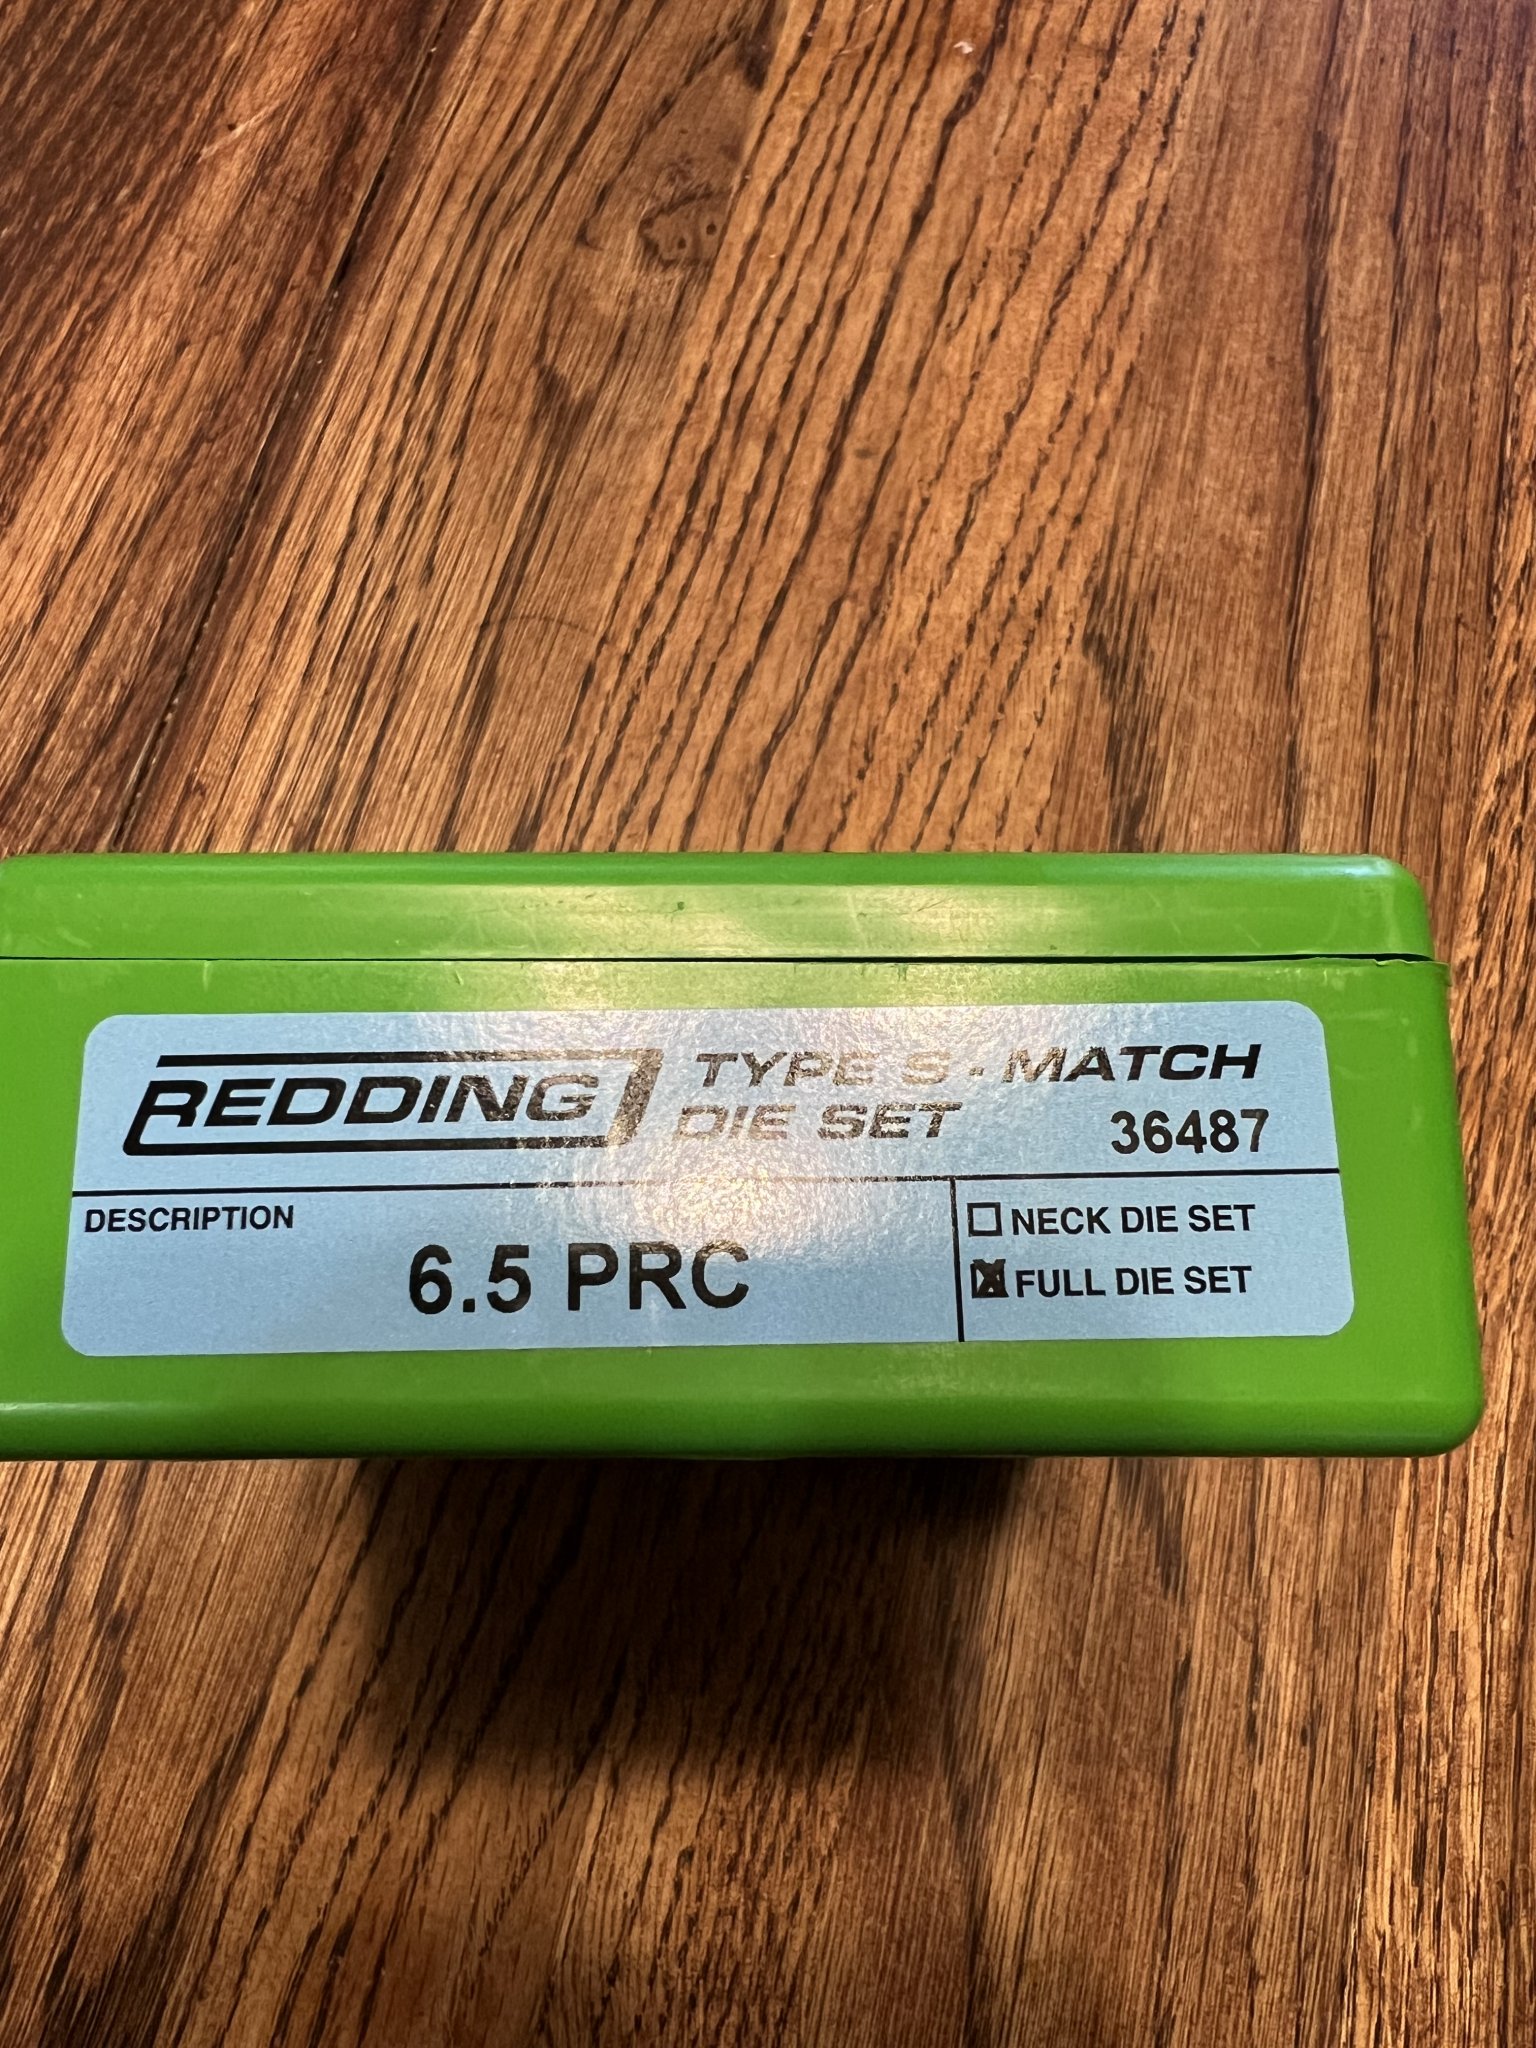 REDDING
TYPE S - MATCH
DIE SET
36487
DESCRIPTION
6.5 PRC
NECK DIE SET
FULL DIE SET